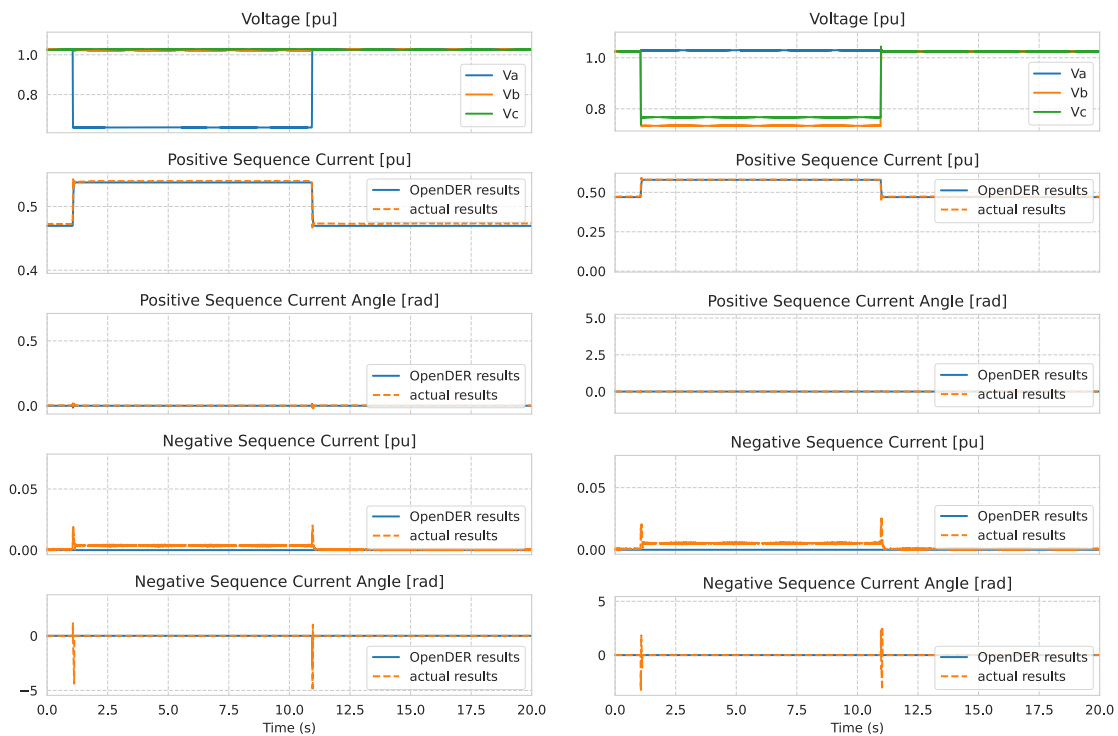 Voltage [pu]
1.0
0.8
Va
Vb
Vc
Positive Sequence Current [pu]
0.5
0.4
OpenDER results
actual results
Positive Sequence Current Angle [rad]
0.5
0.0
OpenDER results
actual results
Negative Sequence Current [pu]
0.05
0.00
OpenDER results
actual results
Negative Sequence Current Angle [rad]
0
−5
OpenDER results
actual results
0.0 2.5 5.0 7.5 10.0 12.5 15.0 17.5 20.0
Time (s)
Voltage [pu]
1.0
0.8
Va
Vb
Vc
Positive Sequence Current [pu]
0.50
0.25
0.00
OpenDER results
actual results
Positive Sequence Current Angle [rad]
5.0
2.5
0.0
OpenDER results
actual results
Negative Sequence Current [pu]
0.05
0.00
OpenDER results
actual results
Negative Sequence Current Angle [rad]
5
0
OpenDER results
actual results
0.0 2.5 5.0 7.5 10.0 12.5 15.0 17.5 20.0
Time (s)